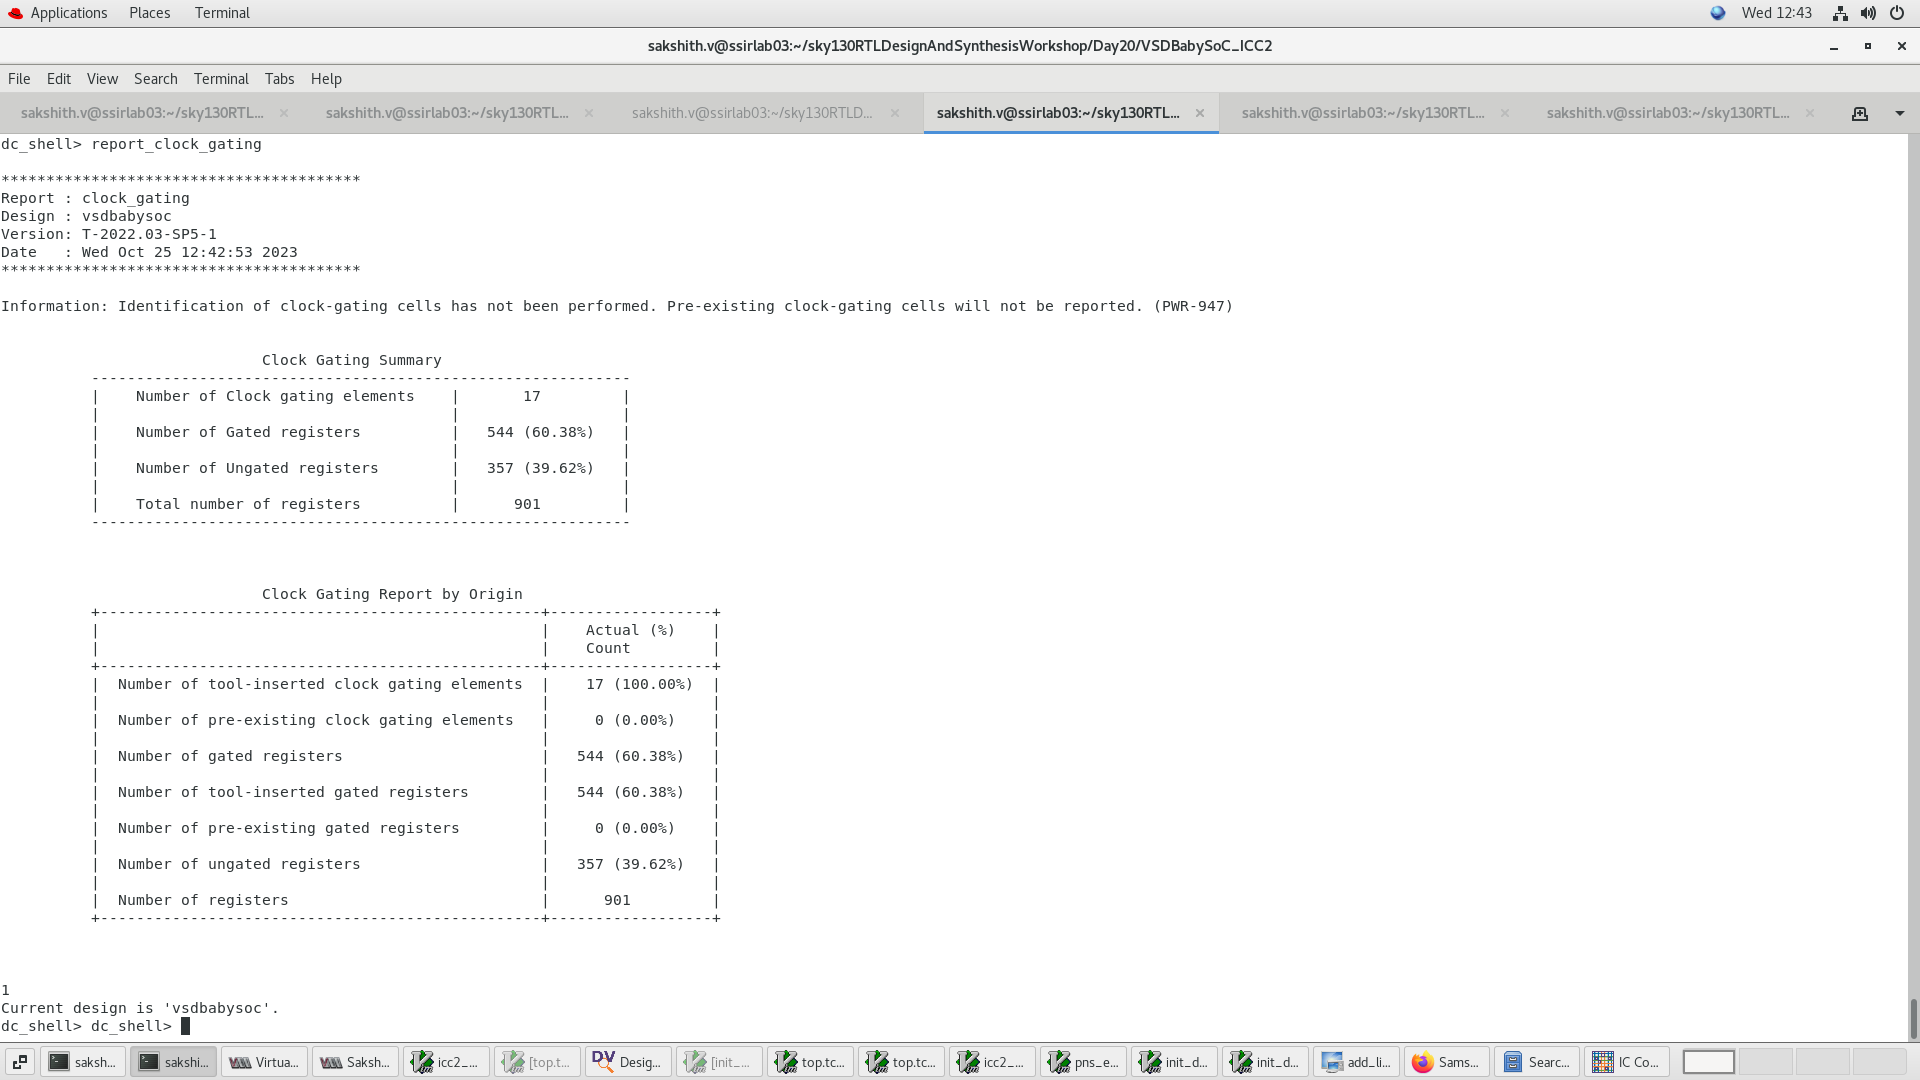 Applications Places Terminal Wed 12:43
sakshith.v@ssirlab03:~/sky130RTLDesignAndSynthesisWorkshop/Day20/VSDBabySoC_ICC2
File Edit View Search Terminal Tabs Help
sakshith.v@ssirlab03:~/sky130RTL... sakshith.v@ssirlab03:~/sky130RTL... sakshith.v@ssirlab03:~/sky130RTLD... sakshith.v@ssirlab03:~/sky130RTL... sakshith.v@ssirlab03:~/sky130RTL... sakshith.v@ssirlab03:~/sky130RTL...
dc_shell> report_clock_gating
****************************************
Report : clock_gating
Design : vsdbabysoc
Version: T-2022.03-SP5-1
Date   : Wed Oct 25 12:42:53 2023
****************************************
Information: Identification of clock-gating cells has not been performed. Pre-existing clock-gating cells will not be reported. (PWR-947)
Clock Gating Summary
------------------------------------------------------------
|    Number of Clock gating elements    |       17         |
|                                       |                  |
|    Number of Gated registers          |   544 (60.38%)   |
|                                       |                  |
|    Number of Ungated registers        |   357 (39.62%)   |
|                                       |                  |
|    Total number of registers          |      901         |
------------------------------------------------------------
Clock Gating Report by Origin
+-------------------------------------------------+------------------+
|                                                 |    Actual (%)    |
|                                                 |    Count         |
+-------------------------------------------------+------------------+
|  Number of tool-inserted clock gating elements  |    17 (100.00%)  |
|                                                 |                  |
|  Number of pre-existing clock gating elements   |     0 (0.00%)    |
|                                                 |                  |
|  Number of gated registers                      |   544 (60.38%)   |
|                                                 |                  |
|  Number of tool-inserted gated registers        |   544 (60.38%)   |
|                                                 |                  |
|  Number of pre-existing gated registers         |     0 (0.00%)    |
|                                                 |                  |
|  Number of ungated registers                    |   357 (39.62%)   |
|                                                 |                  |
|  Number of registers                            |      901         |
+-------------------------------------------------+------------------+
1
Current design is 'vsdbabysoc'.
dc_shell> dc_shell>
saksh... sakshi... Virtua... Saksh... icc2_... [top.t... Desig... [init_... top.tc... top.tc... icc2_... pns_e... init_d... init_d... add_li... Sams... Searc... IC Co...